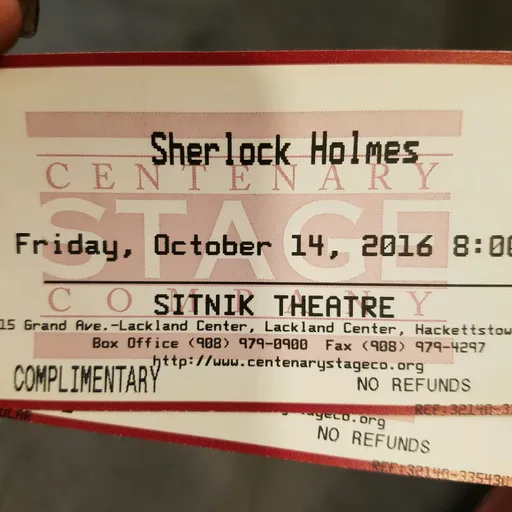 Sherlock Holmes
CENTENARY
STAGE
Friday, October 14, 2016 8:00
COMPANY
SITNIK THEATRE
15 Grand Ave.-Lackland Center, Lackland Center, Hackettstow
Box Office (908) 979-0900 Fax (908) 979-4297
http://www.centenarystageco.org
COMPLIMENTARY
NO REFUNDS
ageco.org
NO REFUNDS